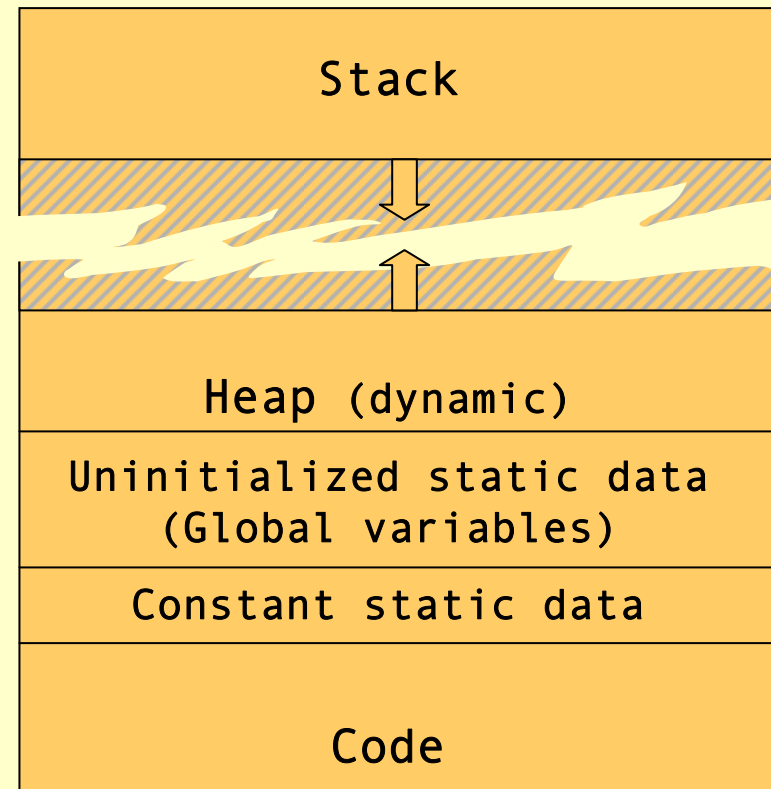 Stack
Heap (dynamic)
Uninitialized static data
(Global variables)
Constant static data
Code